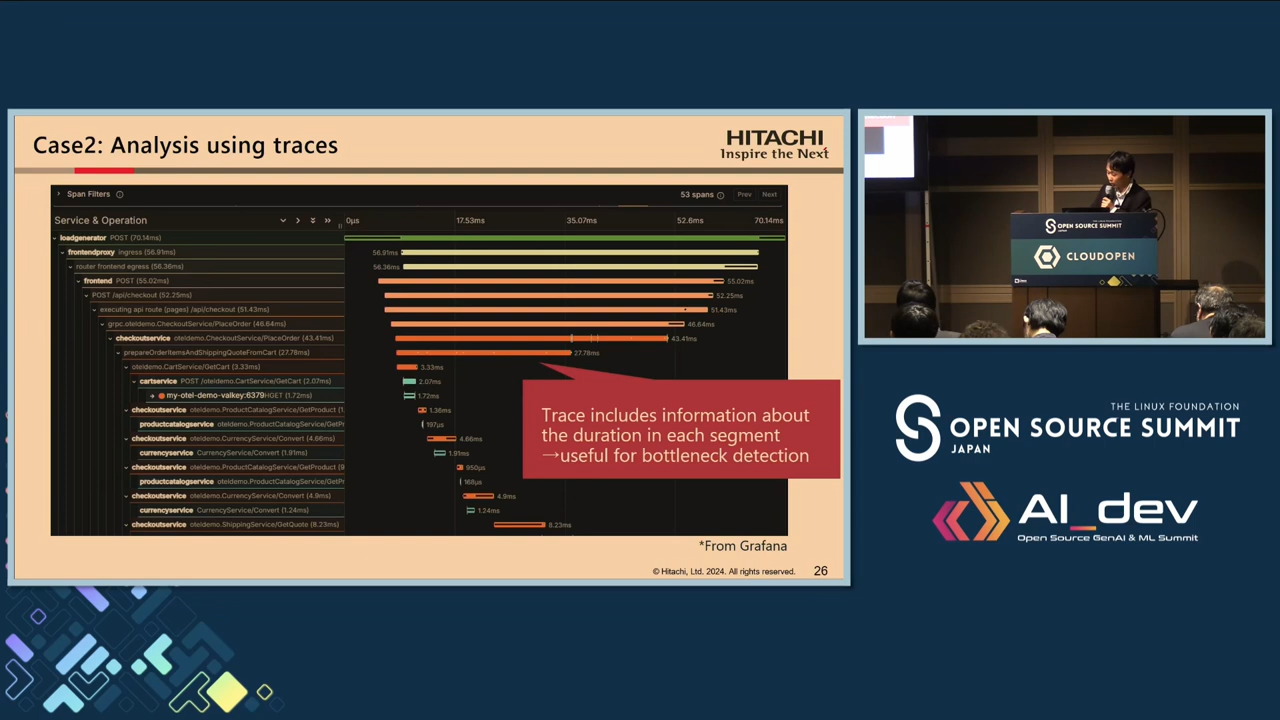 Case2: Analysis using traces
HITACHI
Inspire the Next
Span Filters
53 spans
Prev
Next
Service & Operation
0µs
17.53ms
35.07ms
52.6ms
70.14ms
loadgenerator POST (70.14ms)
frontendproxy ingress (56.91ms)
56.91ms
router frontend egress (56.36ms)
56.36ms
frontend POST (55.02ms)
55.02ms
POST /api/checkout (52.25ms)
52.25ms
executing api route (pages) /api/checkout (51.43ms)
51.43ms
grpc.oteldemo.CheckoutService/PlaceOrder (46.64ms)
46.64ms
checkoutservice oteldemo.CheckoutService/PlaceOrder (43.41ms)
43.41ms
prepareOrderItemsAndShippingQuoteFromCart (27.78ms)
27.78ms
oteldemo.CartService/GetCart (3.33ms)
3.33ms
cartservice POST /oteldemo.CartService/GetCart (2.07ms)
2.07ms
my-otel-demo-valkey:6379 HGET (1.72ms)
1.72ms
checkoutservice oteldemo.ProductCatalogService/GetProduct (1.
1.36ms
productcatalogservice oteldemo.ProductCatalogService/GetPr
197µs
checkoutservice oteldemo.CurrencyService/Convert (4.66ms)
4.66ms
currencyservice CurrencyService/Convert (1.91ms)
1.91ms
checkoutservice oteldemo.ProductCatalogService/GetProduct (9
950µs
productcatalogservice oteldemo.ProductCatalogService/GetPr
168µs
checkoutservice oteldemo.CurrencyService/Convert (4.9ms)
4.9ms
currencyservice CurrencyService/Convert (1.24ms)
1.24ms
checkoutservice oteldemo.ShippingService/GetQuote (8.23ms)
8.23ms
Trace includes information about
the duration in each segment
→useful for bottleneck detection
*From Grafana
© Hitachi, Ltd. 2024. All rights reserved.
26
OPEN SOURCE SUMMIT
CLOUDOPEN
THE LINUX FOUNDATION
OPEN SOURCE SUMMIT
JAPAN
AI_dev
Open Source GenAI & ML Summit